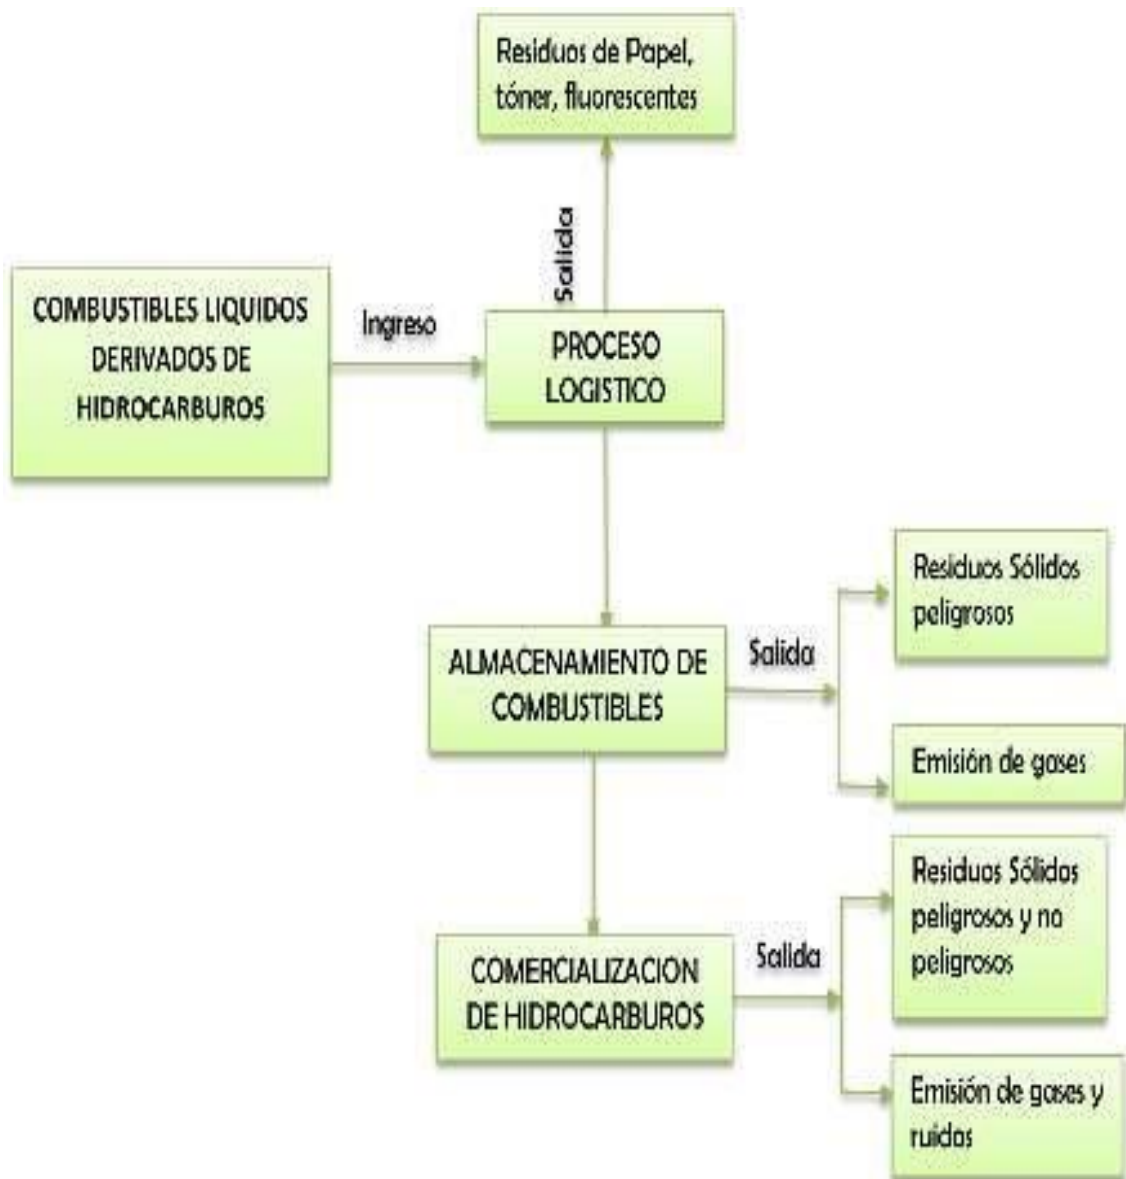 Residuos de Papel,
tóner, fluorescentes
Salida
COMBUSTIBLES LIQUIDOS
DERIVADOS DE
HIDROCARBUROS
Ingreso
PROCESO
LOGISTICO
ALMACENAMIENTO DE
COMBUSTIBLES
Salida
Residuos Sólidos
peligrosos
Emisión de gases
COMERCIALIZACION
DE HIDROCARBUROS
Salida
Residuos Sólidos
peligrosos y no
peligrosos
Emisión de gases y
ruidos